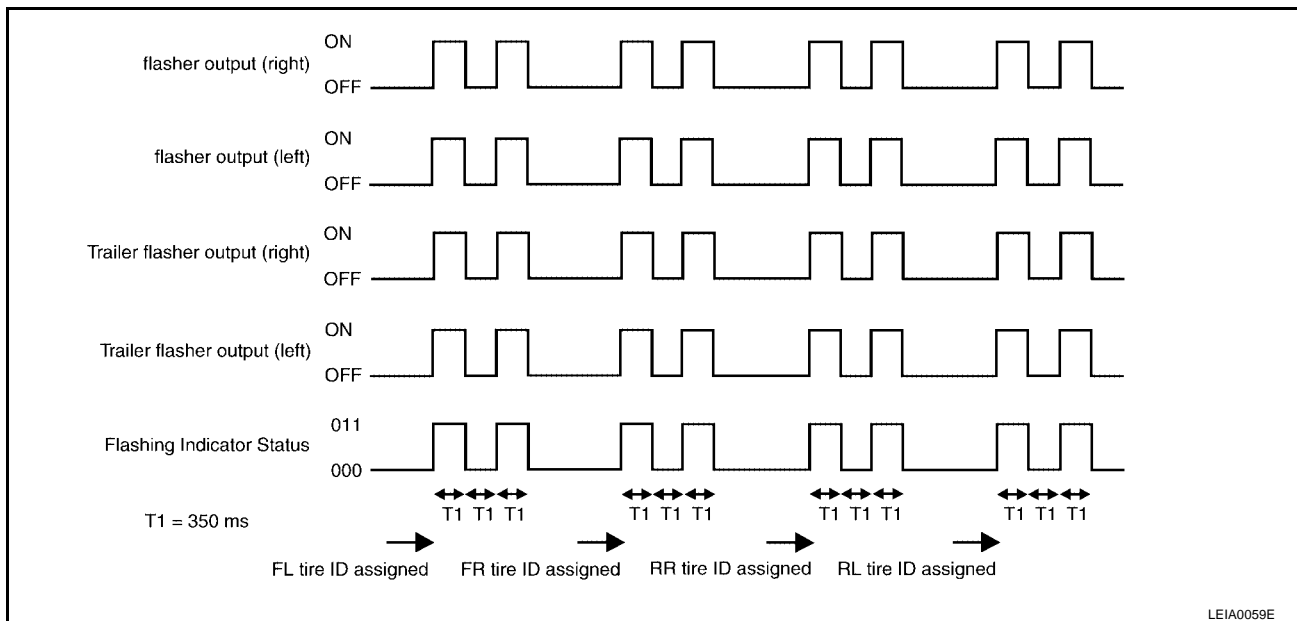 ON
flasher output (right)
OFF
ON
flasher output (left)
OFF
ON
Trailer flasher output (right)
OFF
ON
Trailer flasher output (left)
OFF
011
Flashing Indicator Status
000
T1 T1 T1 T1 T1 T1 T1 T1 T1 T1 T1 T1
T1 = 350 ms
FL tire ID assigned FR tire ID assigned RR tire ID assigned RL tire ID assigned
LEIA0059E